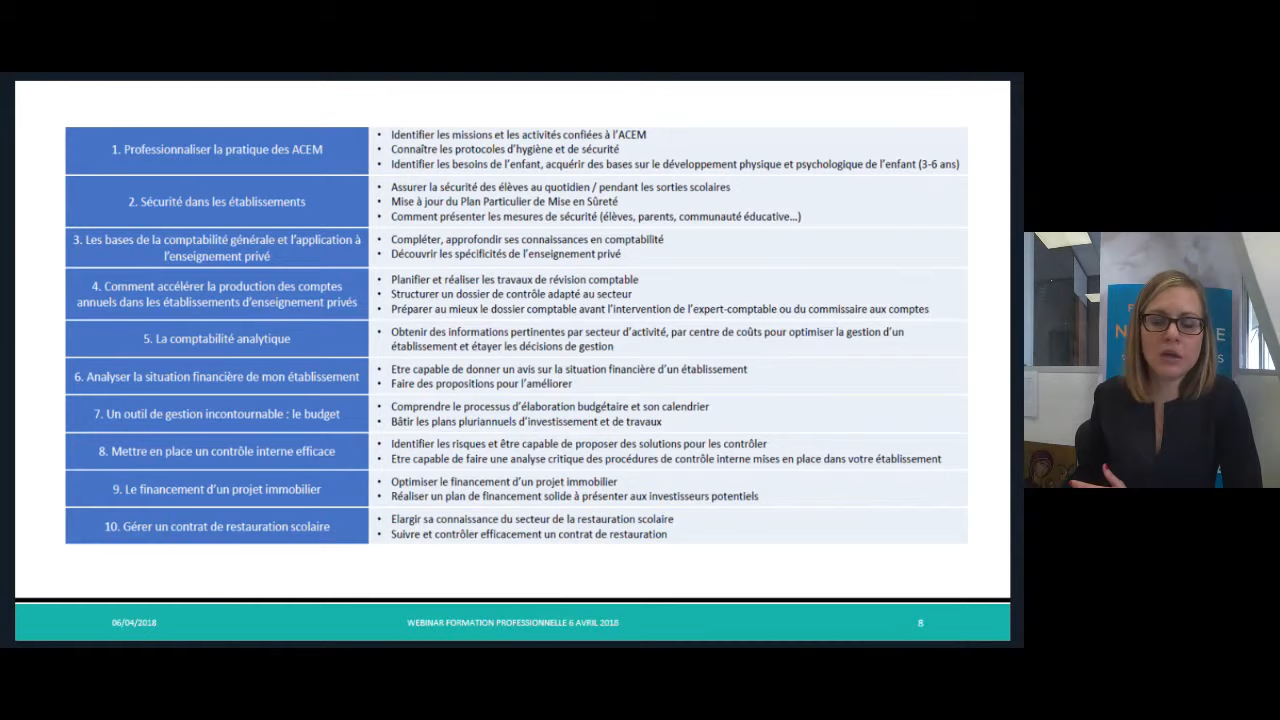 1. Professionnaliser la pratique des ACEM
• Identifier les missions et les activités confiées à l'ACEM
• Connaître les protocoles d'hygiène et de sécurité
• Identifier les besoins de l'enfant, acquérir des bases sur le développement physique et psychologique de l'enfant (3-6 ans)
2. Sécurité dans les établissements
• Assurer la sécurité des élèves au quotidien / pendant les sorties scolaires
• Mise à jour du Plan Particulier de Mise en Sûreté
• Comment présenter les mesures de sécurité (élèves, parents, communauté éducative…)
3. Les bases de la comptabilité générale et l'application à
l'enseignement privé
• Compléter, approfondir ses connaissances en comptabilité
• Découvrir les spécificités de l'enseignement privé
4. Comment accélérer la production des comptes
annuels dans les établissements d'enseignement privés
• Planifier et réaliser les travaux de révision comptable
• Structurer un dossier de contrôle adapté au secteur
• Préparer au mieux le dossier comptable avant l'intervention de l'expert-comptable ou du commissaire aux comptes
5. La comptabilité analytique
• Obtenir des informations pertinentes par secteur d'activité, par centre de coûts pour optimiser la gestion d'un
établissement et étayer les décisions de gestion
6. Analyser la situation financière de mon établissement
• Etre capable de donner un avis sur la situation financière d'un établissement
• Faire des propositions pour l'améliorer
7. Un outil de gestion incontournable : le budget
• Comprendre le processus d'élaboration budgétaire et son calendrier
• Bâtir les plans pluriannuels d'investissement et de travaux
8. Mettre en place un contrôle interne efficace
• Identifier les risques et être capable de proposer des solutions pour les contrôler
• Etre capable de faire une analyse critique des procédures de contrôle interne mises en place dans votre établissement
9. Le financement d'un projet immobilier
• Optimiser le financement d'un projet immobilier
• Réaliser un plan de financement solide à présenter aux investisseurs potentiels
10. Gérer un contrat de restauration scolaire
• Elargir sa connaissance du secteur de la restauration scolaire
• Suivre et contrôler efficacement un contrat de restauration
06/04/2018
WEBINAR FORMATION PROFESSIONNELLE 6 AVRIL 2018
8